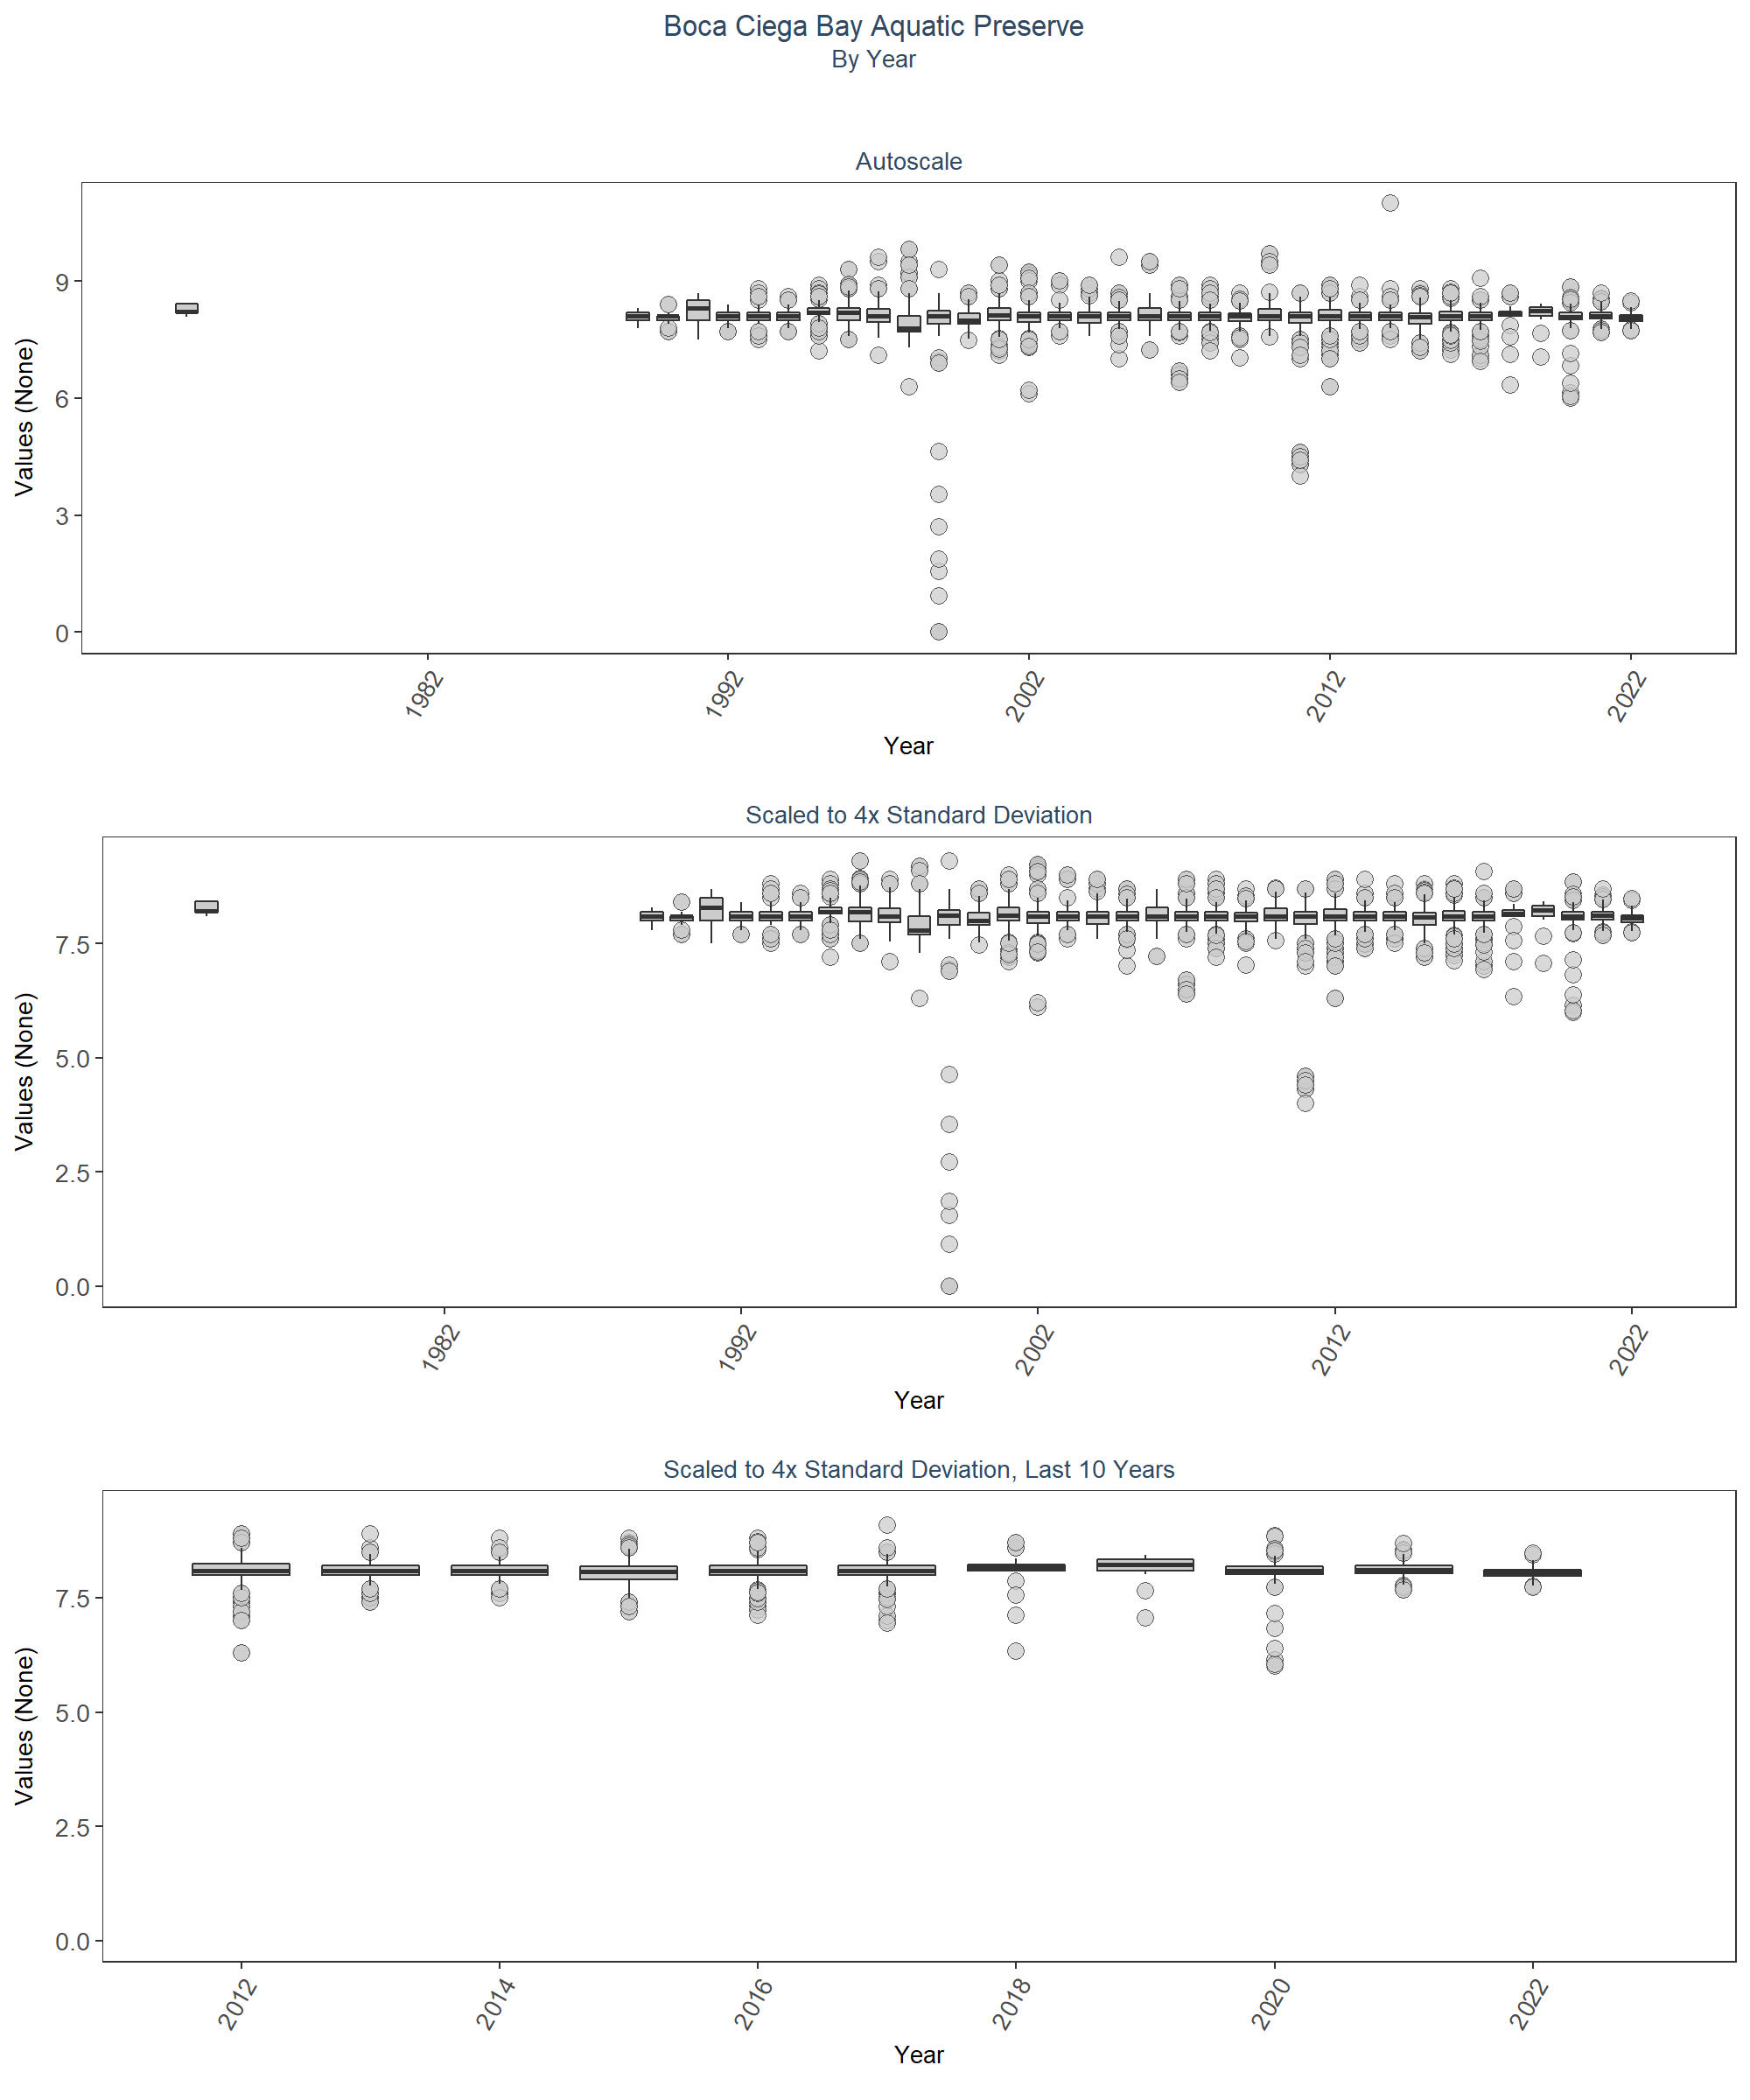 Boca Ciega Bay Aquatic Preserve
By Year
Autoscale
Values (None)
9
6
3
0
1982
1992
2002
2012
2022
Year
Scaled to 4x Standard Deviation
Values (None)
7.5
5.0
2.5
0.0
1982
1992
2002
2012
2022
Year
Scaled to 4x Standard Deviation, Last 10 Years
Values (None)
7.5
5.0
2.5
0.0
2012
2014
2016
2018
2020
2022
Year